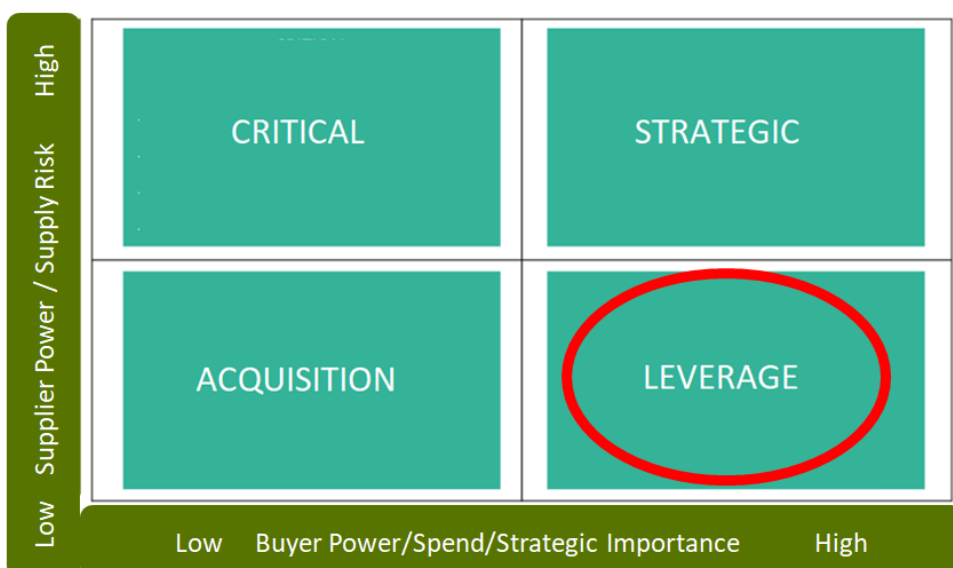 High
Supplier Power / Supply Risk
Low
CRITICAL
STRATEGIC
ACQUISITION
LEVERAGE
Low Buyer Power/Spend/Strategic Importance High